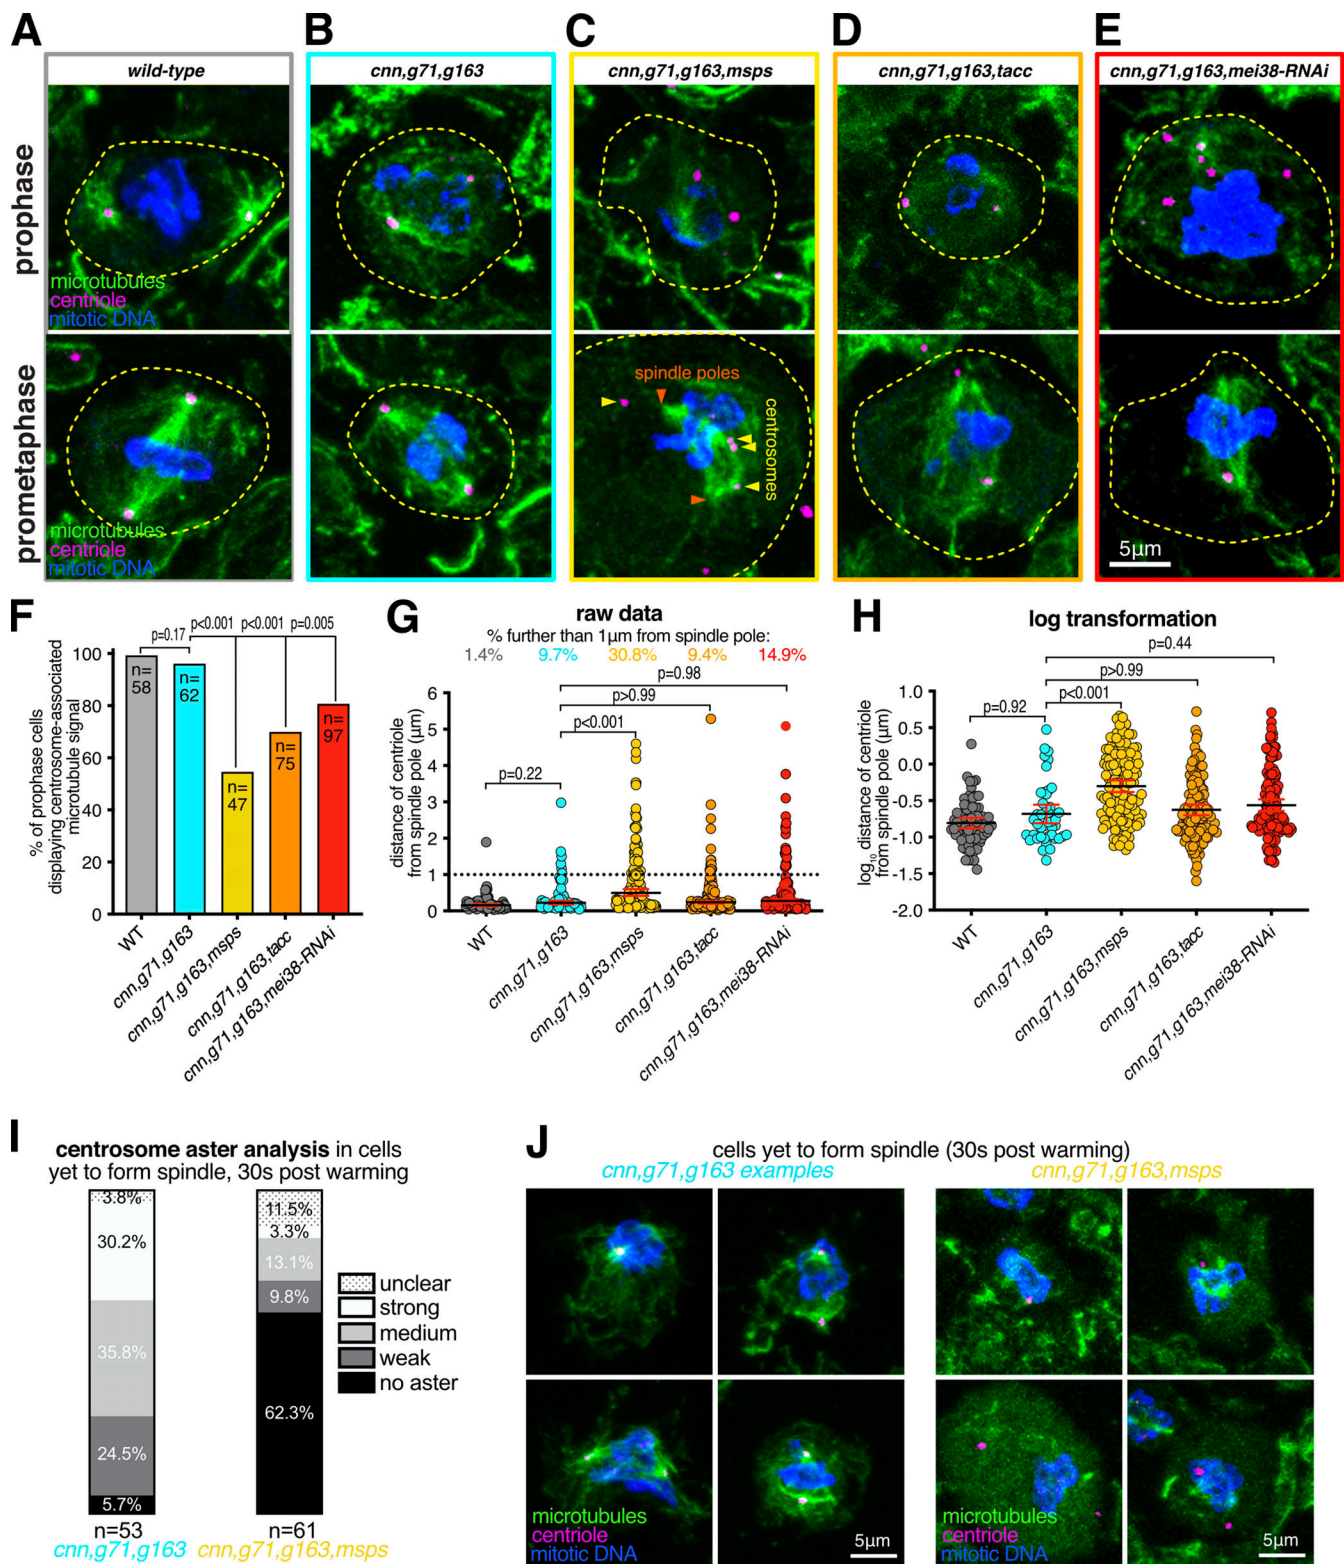 A
B
C
D
E
wild-type
cnn,g71,g163
cnn,g71,g163,msps
cnn,g71,g163,tacc
cnn,g71,g163,mei38-RNAi
prophase
microtubules
centriole
mitotic DNA
prometaphase
microtubules
centriole
mitotic DNA
spindle poles
centrosomes
5µm
F
% of prophase cells
displaying centrosome-associated
microtubule signal
p=0.17
p<0.001
p<0.001
p=0.005
100
80
60
40
20
0
n=
58
n=
62
n=
47
n=
75
n=
97
WT
cnn,g71,g163
cnn,g71,g163,msps
cnn,g71,g163,tacc
cnn,g71,g163,mei38-RNAi
G
raw data
% further than 1µm from spindle pole:
1.4%
9.7%
30.8%
9.4%
14.9%
p=0.98
p>0.99
p<0.001
p=0.22
distance of centriole
from spindle pole (µm)
6
5
4
3
2
1
0
WT
cnn,g71,g163
cnn,g71,g163,msps
cnn,g71,g163,tacc
cnn,g71,g163,mei38-RNAi
H
log transformation
p=0.44
p>0.99
p<0.001
p=0.92
log10 distance of centriole
from spindle pole (µm)
1.0
0.5
0.0
-0.5
-1.0
-1.5
-2.0
WT
cnn,g71,g163
cnn,g71,g163,msps
cnn,g71,g163,tacc
cnn,g71,g163,mei38-RNAi
I
centrosome aster analysis in cells
yet to form spindle, 30s post warming
3.8%
30.2%
35.8%
24.5%
5.7%
n=53
cnn,g71,g163
11.5%
3.3%
13.1%
9.8%
62.3%
n=61
cnn,g71,g163,msps
unclear
strong
medium
weak
no aster
J
cells yet to form spindle (30s post warming)
cnn,g71,g163 examples
cnn,g71,g163,msps
microtubules
centriole
mitotic DNA
5µm
microtubules
centriole
mitotic DNA
5µm